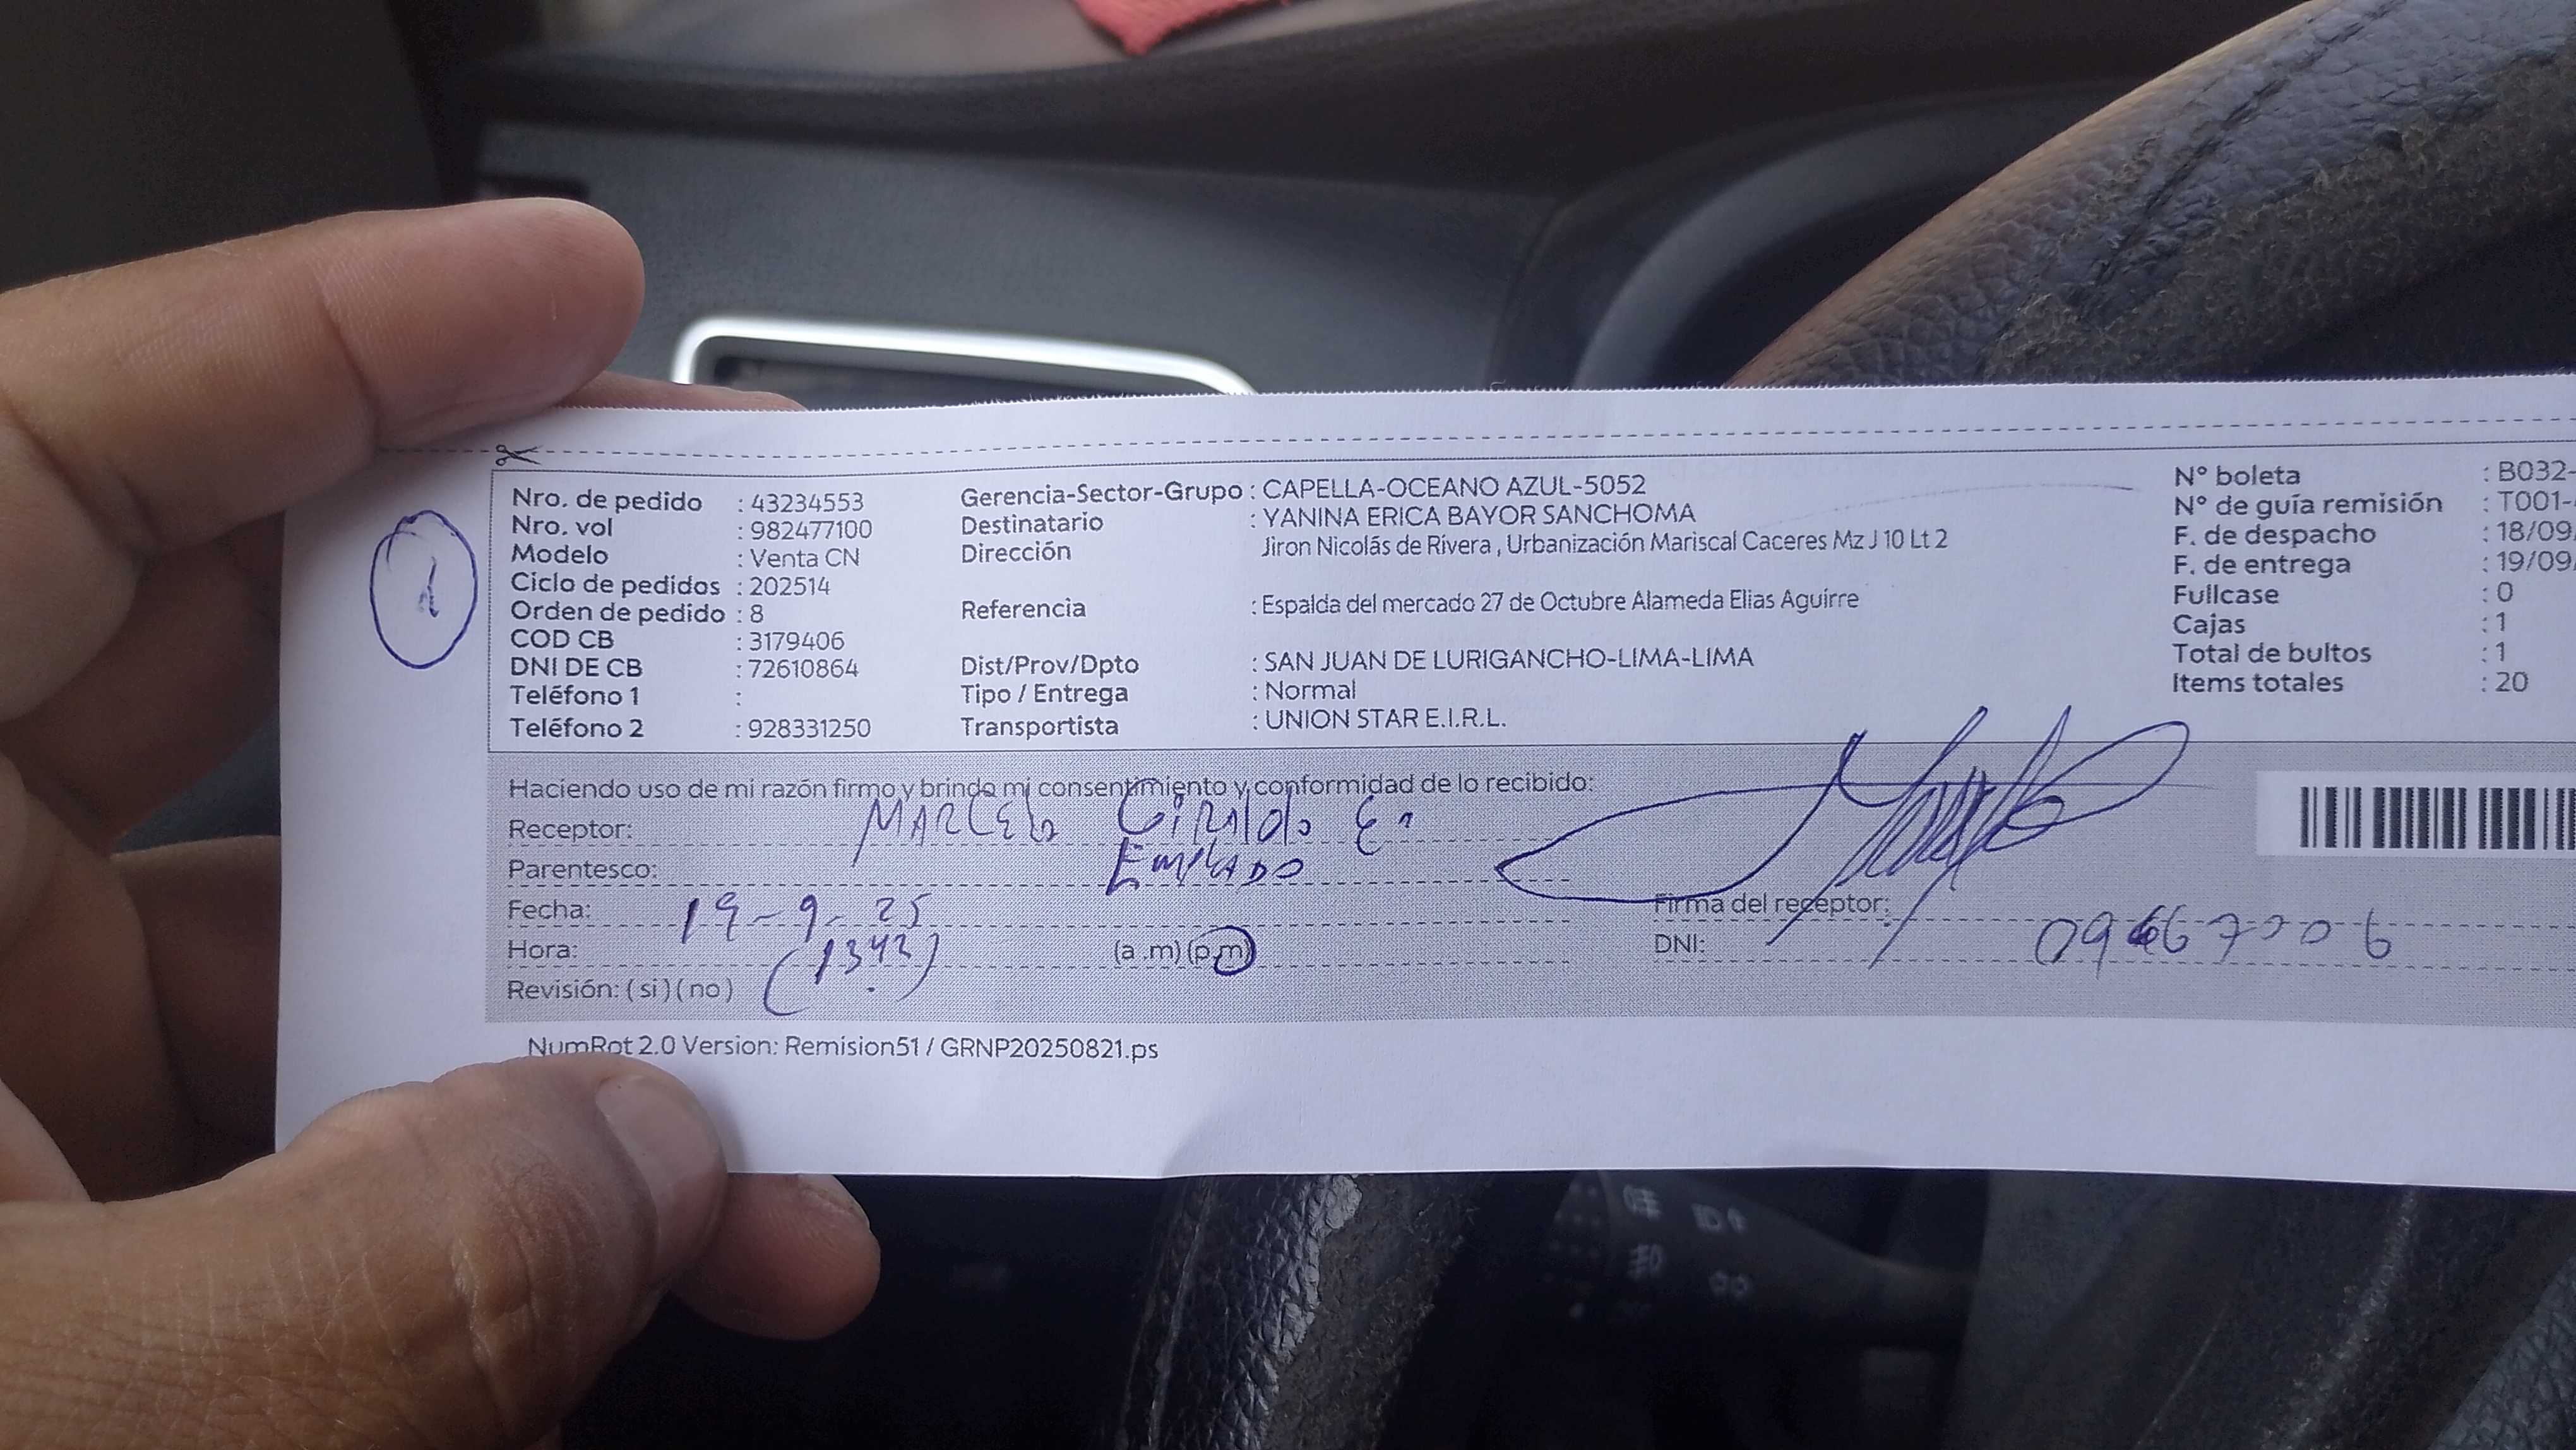 Nro. de pedido : 43234553
Nro. vol : 982477100
Modelo : Venta CN
Ciclo de pedidos : 202514
Orden de pedido : 8
COD CB : 3179406
DNI DE CB : 72610864
Teléfono 1 :
Teléfono 2 : 928331250
Gerencia-Sector-Grupo : CAPELLA-OCEANO AZUL-5052
Destinatario : YANINA ERICA BAYOR SANCHOMA
Dirección Jiron Nicolás de Rivera , Urbanización Mariscal Caceres Mz J 10 Lt 2
Referencia : Espalda del mercado 27 de Octubre Alameda Elias Aguirre
Dist/Prov/Dpto : SAN JUAN DE LURIGANCHO-LIMA-LIMA
Tipo / Entrega : Normal
Transportista : UNION STAR E.I.R.L.
N° boleta : B032-
N° de guía remisión : T001-
F. de despacho : 18/09
F. de entrega : 19/09
Fullcase : 0
Cajas : 1
Total de bultos : 1
Items totales : 20
1
Haciendo uso de mi razón firmo y brindo mi consentimiento y conformidad de lo recibido:
Receptor: MARCELO Giraldo
Parentesco:
Fecha: 19-9-25
Hora: (1343) (a .m) (p.m)
Revisión: ( si ) ( no )
Firma del receptor:
DNI:
NumRot 2.0 Version: Remision51 / GRNP20250821.ps